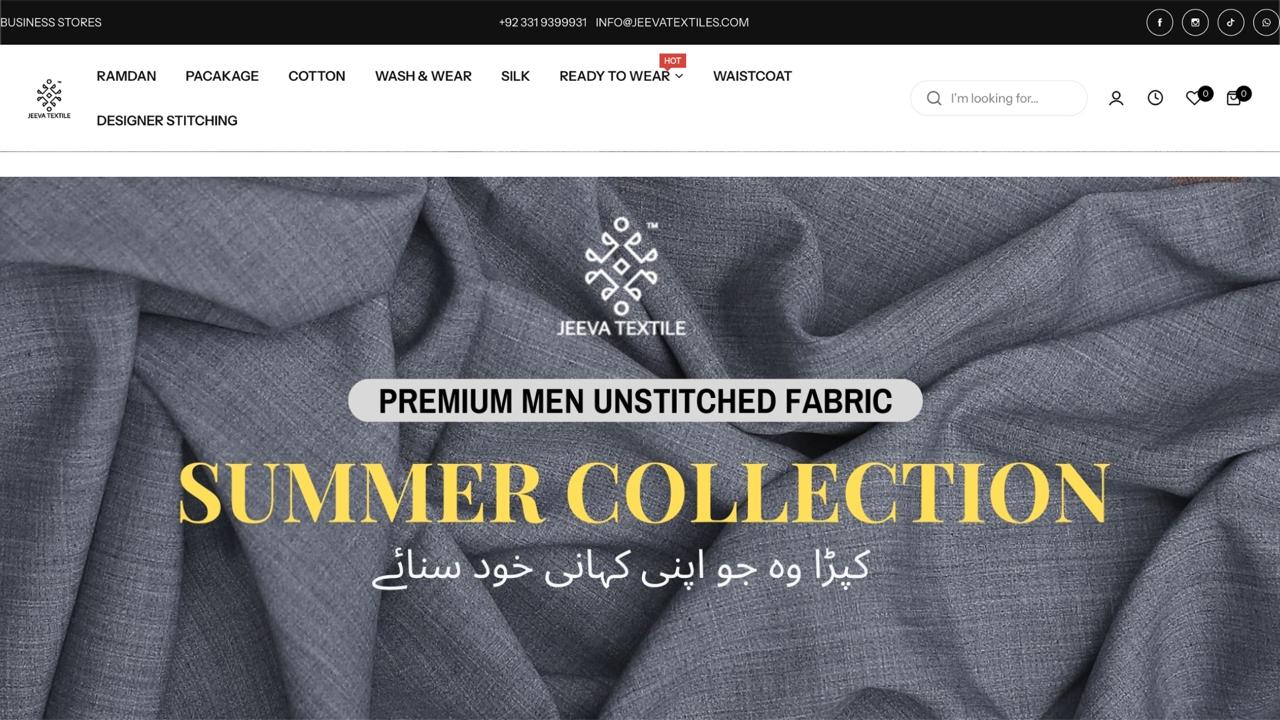 BUSINESS STORES
+92 331 9399931 INFO@JEEVATEXTILES.COM
HOT
RAMDAN PACAKAGE COTTON WASH & WEAR SILK READY TO WEAR WAISTCOAT
DESIGNER STITCHING
I'm looking for...
0 0
TM
JEEVA TEXTILE
TM
JEEVA TEXTILE
PREMIUM MEN UNSTITCHED FABRIC
SUMMER COLLECTION
کپڑا وہ جو اپنی کہانی خود سنائے